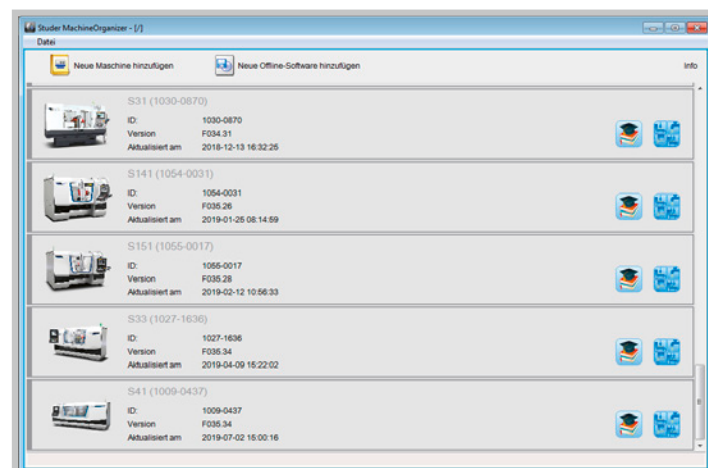 Studer MachineOrganizer - [/]
Datei
Neue Maschine hinzufügen Neue Offline-Software hinzufügen Info
S31 (1030-0870)
ID: 1030-0870
Version F034.31
Aktualisiert am 2018-12-13 16:32:25
S141 (1054-0031)
ID: 1054-0031
Version F035.26
Aktualisiert am 2019-01-25 08:14:59
S151 (1055-0017)
ID: 1055-0017
Version F035.28
Aktualisiert am 2019-02-12 10:56:33
S33 (1027-1636)
ID: 1027-1636
Version F035.34
Aktualisiert am 2019-04-09 15:22:02
S41 (1009-0437)
ID: 1009-0437
Version F035.34
Aktualisiert am 2019-07-02 15:00:16